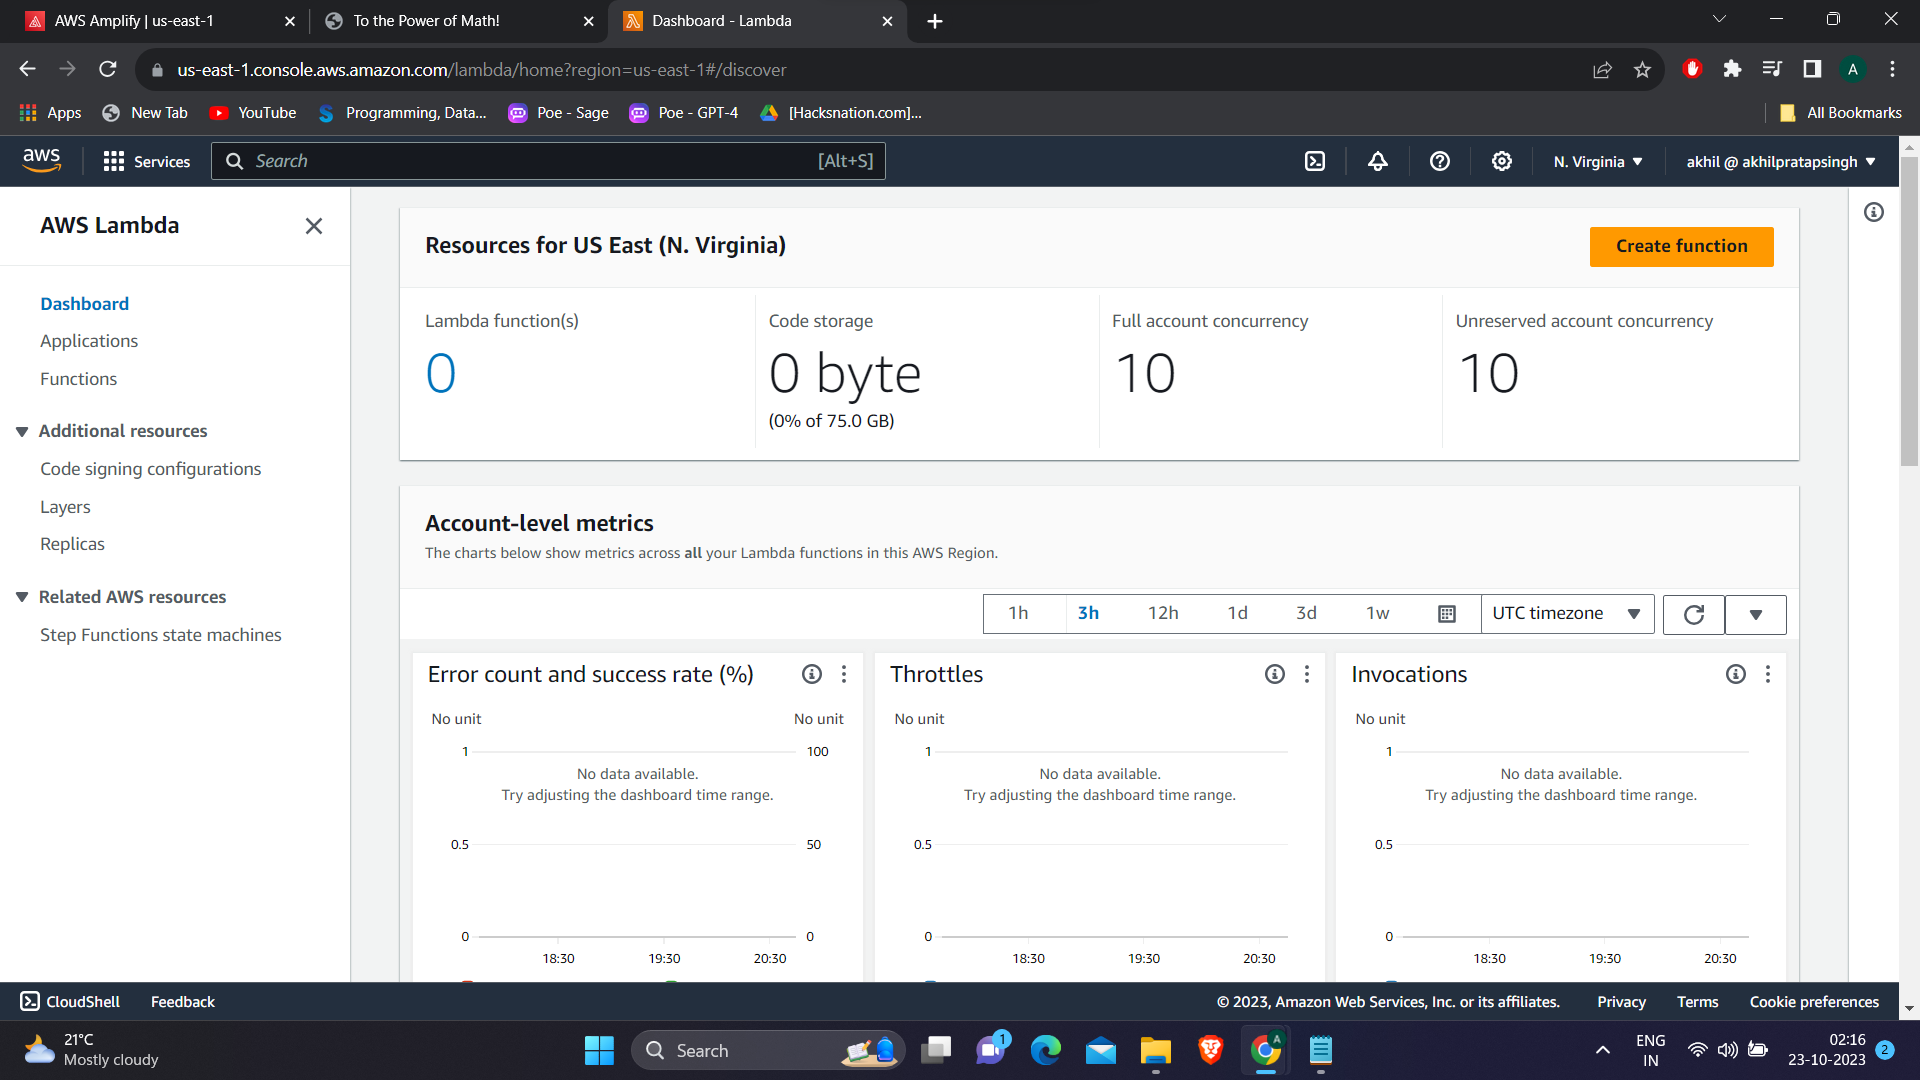 AWS Amplify | us-east-1
To the Power of Math!
Dashboard - Lambda
us-east-1.console.aws.amazon.com/lambda/home?region=us-east-1#/discover
A
Apps
New Tab
YouTube
Programming, Data...
Poe - Sage
Poe - GPT-4
[Hacksnation.com]...
All Bookmarks
aws
Services
Search
[Alt+S]
N. Virginia
akhil @ akhilpratapsingh
AWS Lambda
Dashboard
Applications
Functions
Additional resources
Code signing configurations
Layers
Replicas
Related AWS resources
Step Functions state machines
Resources for US East (N. Virginia)
Create function
Lambda function(s)
0
Code storage
0 byte
(0% of 75.0 GB)
Full account concurrency
10
Unreserved account concurrency
10
Account-level metrics
The charts below show metrics across all your Lambda functions in this AWS Region.
1h
3h
12h
1d
3d
1w
UTC timezone
Error count and success rate (%)
No unit
No unit
1
100
No data available.
Try adjusting the dashboard time range.
0.5
50
0
0
18:30
19:30
20:30
Throttles
No unit
1
No data available.
Try adjusting the dashboard time range.
0.5
0
18:30
19:30
20:30
Invocations
No unit
1
No data available.
Try adjusting the dashboard time range.
0.5
0
18:30
19:30
20:30
CloudShell
Feedback
© 2023, Amazon Web Services, Inc. or its affiliates.
Privacy
Terms
Cookie preferences
21°C
Mostly cloudy
Search
1
A
ENG
IN
02:16
23-10-2023
2